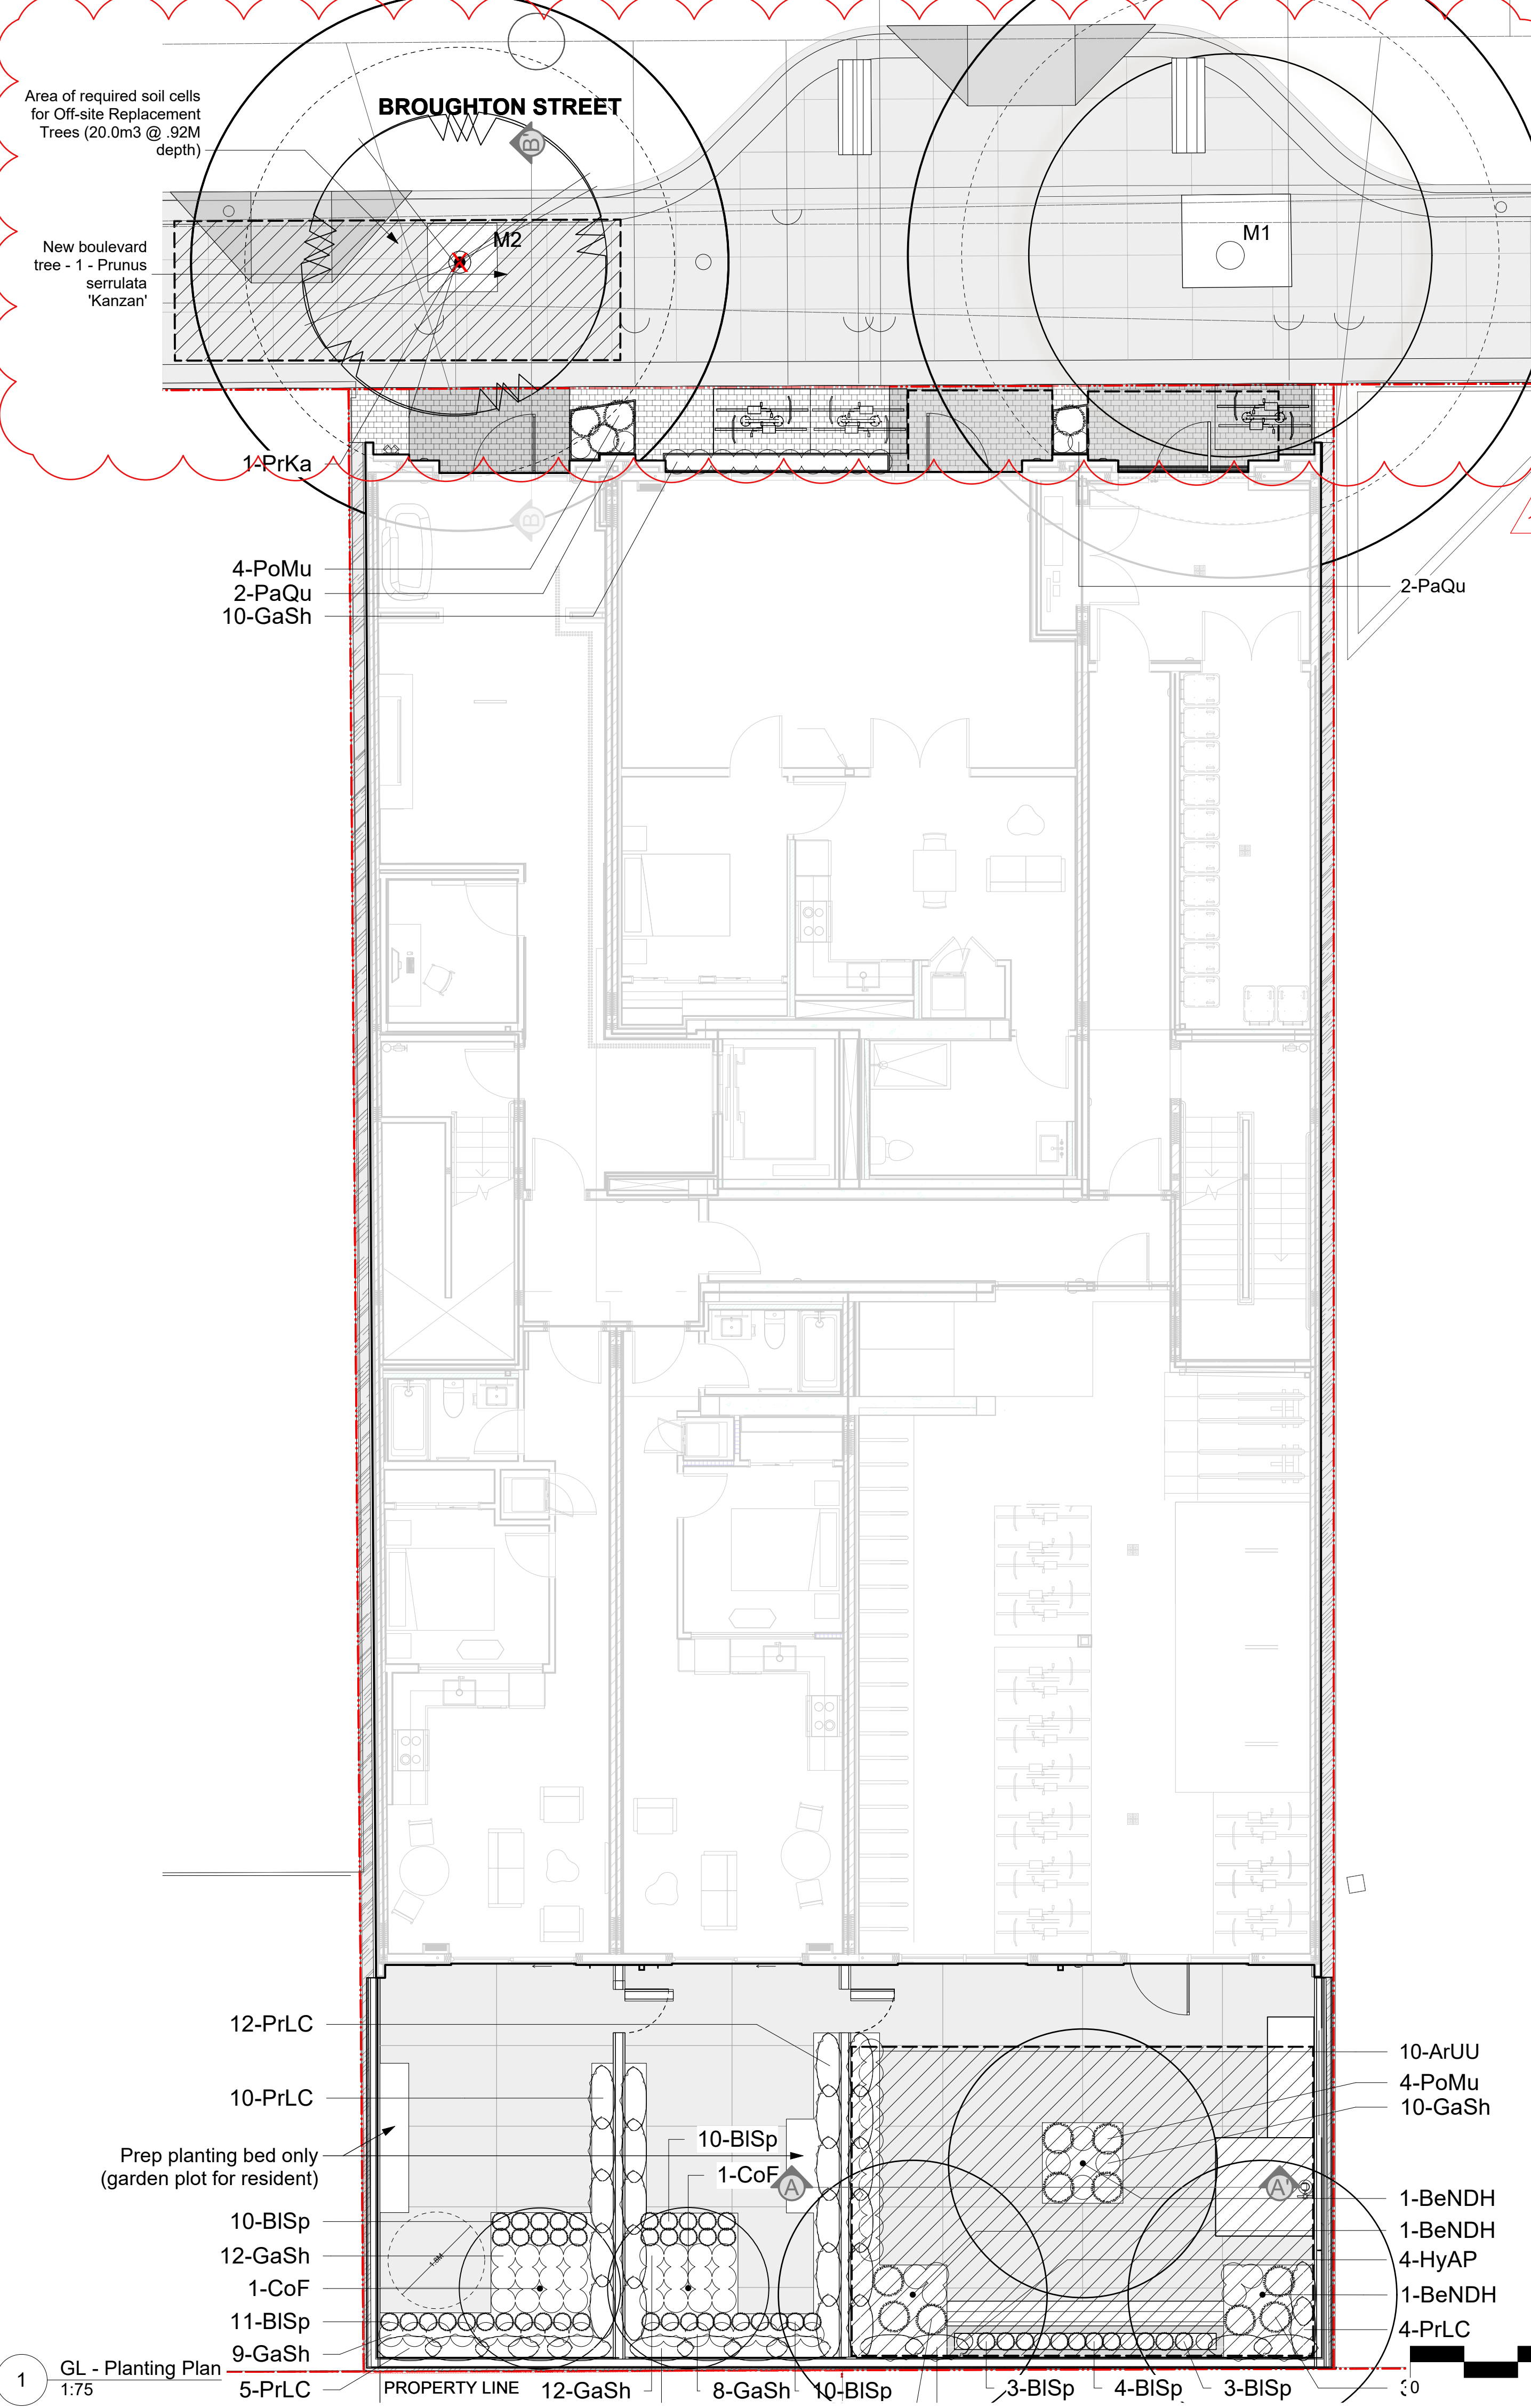 Area of required soil cells
for Off-site Replacement
Trees (20.0m3 @ .92M
depth)
BROUGHTON STREET
B'
M2
M1
New boulevard
tree - 1 - Prunus
serrulata
'Kanzan'
1-PrKa
B
4-PoMu
2-PaQu
10-GaSh
2-PaQu
12-PrLC
10-PrLC
Prep planting bed only
(garden plot for resident)
10-BlSp
1-CoF
A
A'
10-ArUU
4-PoMu
10-GaSh
1-BeNDH
1-BeNDH
4-HyAP
1-BeNDH
4-PrLC
10-BlSp
12-GaSh
1-CoF
11-BlSp
9-GaSh
5-PrLC
1.8M
1
GL - Planting Plan
1:75
PROPERTY LINE
12-GaSh
8-GaSh
10-BlSp
3-BlSp
4-BlSp
3-BlSp
0